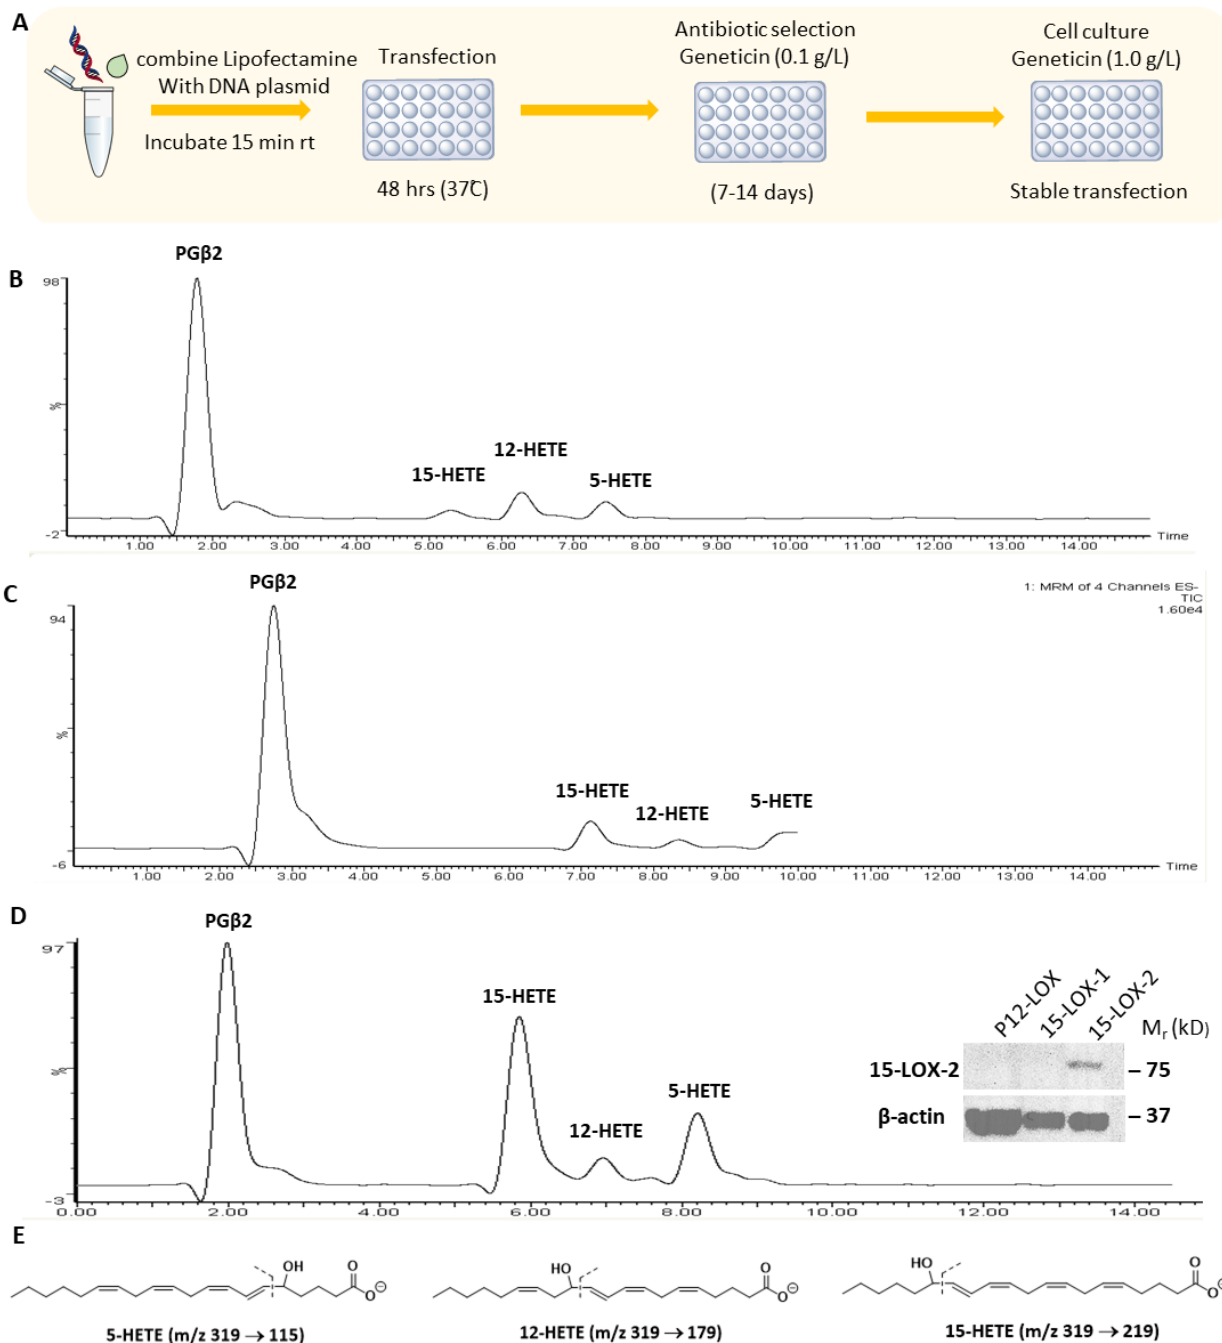 A
combine Lipofectamine
With DNA plasmid
Incubate 15 min rt
Transfection
48 hrs (37℃)
Antibiotic selection
Geneticin (0.1 g/L)
(7-14 days)
Cell culture
Geneticin (1.0 g/L)
Stable transfection
B
PGβ2
98
%
-2
15-HETE
12-HETE
5-HETE
1.00 2.00 3.00 4.00 5.00 6.00 7.00 8.00 9.00 10.00 11.00 12.00 13.00 14.00
Time
C
PGβ2
1: MRM of 4 Channels ES-
TIC
1.60e4
94
%
-6
15-HETE
12-HETE
5-HETE
1.00 2.00 3.00 4.00 5.00 6.00 7.00 8.00 9.00 10.00 11.00 12.00 13.00 14.00
Time
D
PGβ2
97
%
-3
15-HETE
12-HETE
5-HETE
0.00 2.00 4.00 6.00 8.00 10.00 12.00 14.00
P12-LOX
15-LOX-1
15-LOX-2
Mr (kD)
15-LOX-2
– 75
β-actin
– 37
E
OH
O
O⊖
5-HETE (m/z 319 → 115)
HO
O
O⊖
12-HETE (m/z 319 → 179)
HO
O
O⊖
15-HETE (m/z 319 → 219)